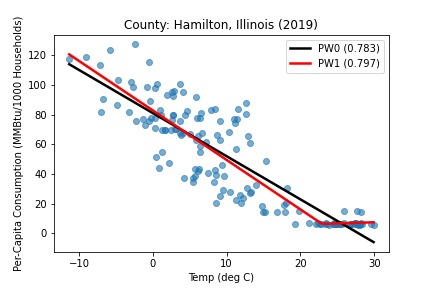 County: Hamilton, Illinois (2019)
PW0 (0.783)
PW1 (0.797)
Per-Capita Consumption (MMBtu/1000 Households)
120
100
80
60
40
20
0
−10
0
10
20
30
Temp (deg C)